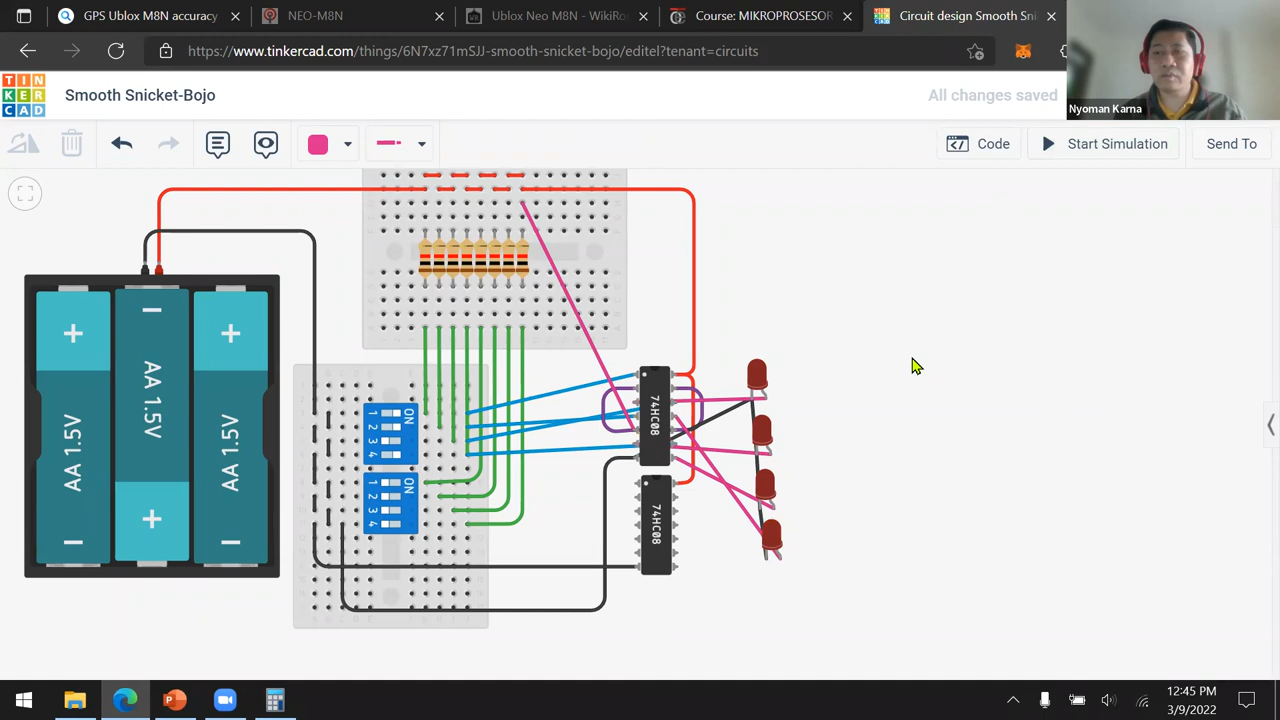 GPS Ublox M8N accuracy
NEO-M8N
Ublox Neo M8N - WikiRo
Course: MIKROPROSESOR
Circuit design Smooth Sni
https://www.tinkercad.com/things/6N7xz71mSJJ-smooth-snicket-bojo/editel?tenant=circuits
Nyoman Karna
TIN
KER
CAD
Smooth Snicket-Bojo
All changes saved
Code
Start Simulation
Send To
+
AA 1.5V
−
−
AA 1.5V
+
+
AA 1.5V
−
1
2
3
4
ON
1
2
3
4
ON
74HC08
74HC08
12:45 PM
3/9/2022